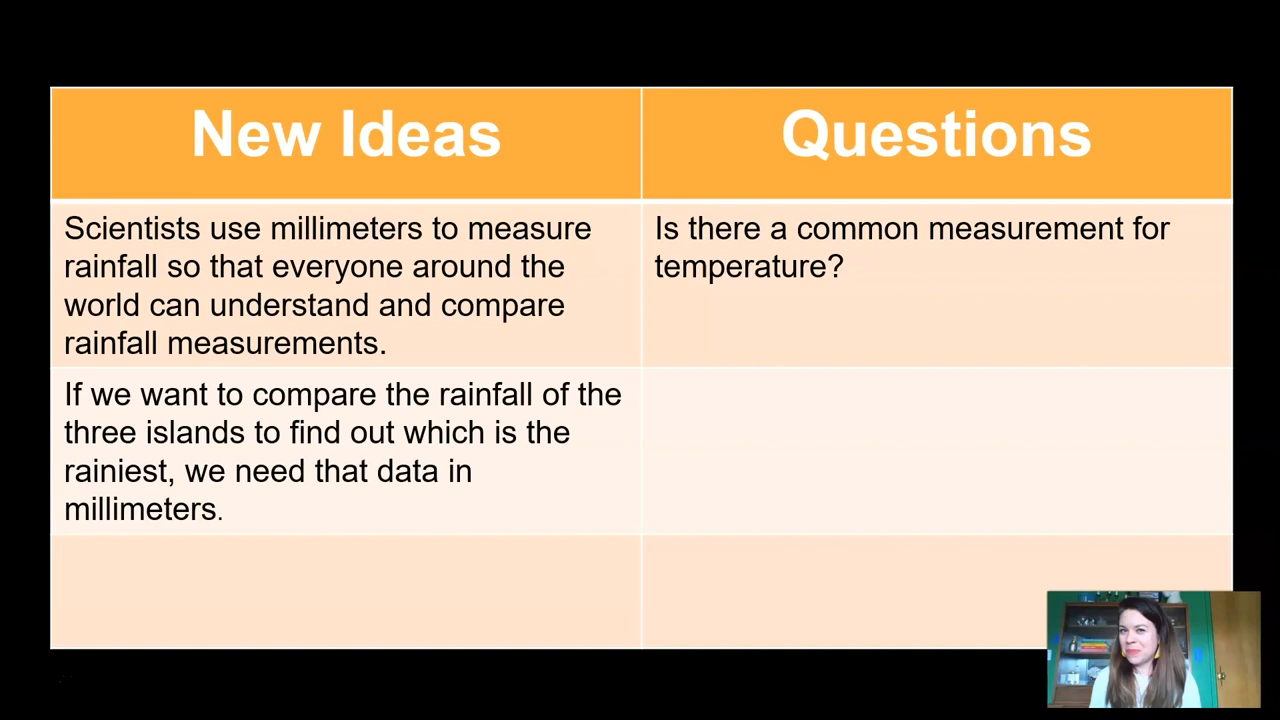 New Ideas
Questions
Scientists use millimeters to measure
rainfall so that everyone around the
world can understand and compare
rainfall measurements.
Is there a common measurement for
temperature?
If we want to compare the rainfall of the
three islands to find out which is the
rainiest, we need that data in
millimeters.